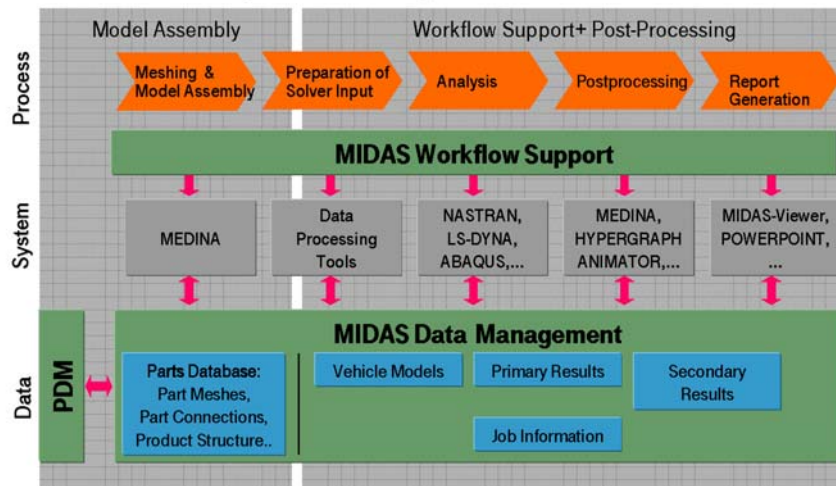 Model Assembly
Workflow Support+ Post-Processing
Process
Meshing &
Model Assembly
Preparation of
Solver Input
Analysis
Postprocessing
Report
Generation
MIDAS Workflow Support
System
MEDINA
Data
Processing
Tools
NASTRAN,
LS-DYNA,
ABAQUS,...
MEDINA,
HYPERGRAPH
ANIMATOR,...
MIDAS-Viewer,
POWERPOINT,
...
Data
PDM
MIDAS Data Management
Parts Database:
Part Meshes,
Part Connections,
Product Structure..
Vehicle Models
Primary Results
Secondary
Results
Job Information